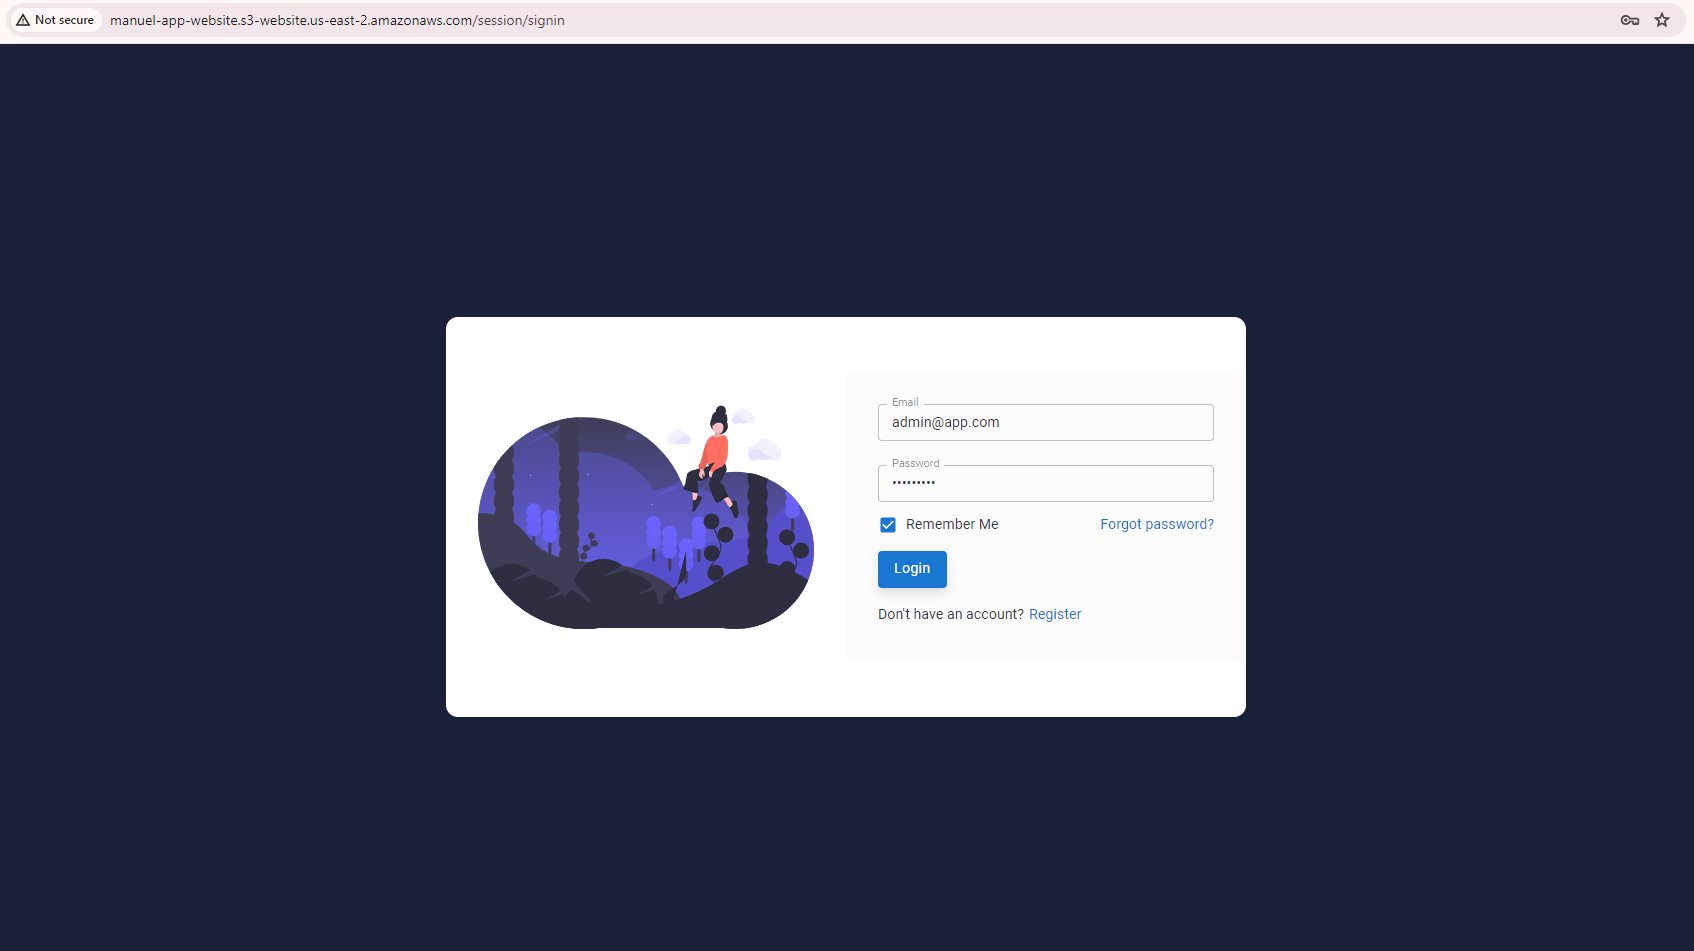 Not secure manuel-app-website.s3-website.us-east-2.amazonaws.com/session/signin
Email
admin@app.com
Password
•••••••••
Remember Me Forgot password?
Login
Don't have an account? Register